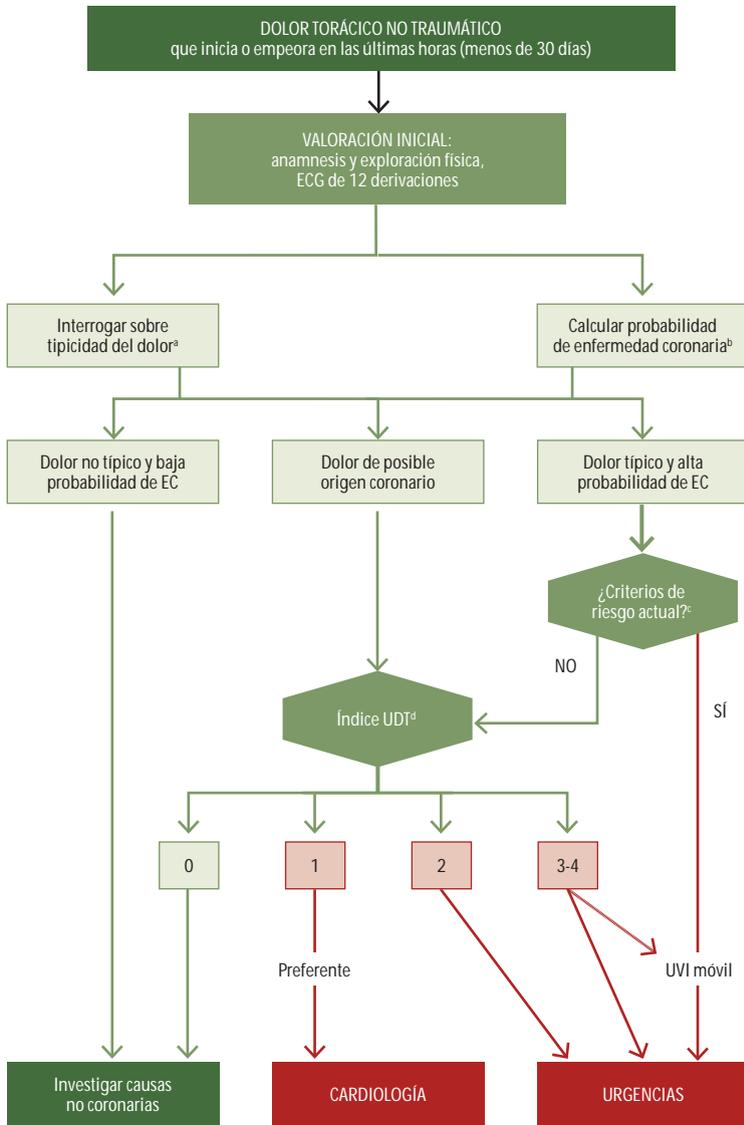 DOLOR TORÁCICO NO TRAUMÁTICO
que inicia o empeora en las últimas horas (menos de 30 días)
VALORACIÓN INICIAL:
anamnesis y exploración física,
ECG de 12 derivaciones
Interrogar sobre
tipicidad del dolorᵃ
Calcular probabilidad
de enfermedad coronariaᵇ
Dolor no típico y baja
probabilidad de EC
Dolor de posible
origen coronario
Dolor típico y alta
probabilidad de EC
¿Criterios de
riesgo actual?ᶜ
NO
SÍ
Índice UDTᵈ
0
1
2
3-4
Preferente
UVI móvil
Investigar causas
no coronarias
CARDIOLOGÍA
URGENCIAS